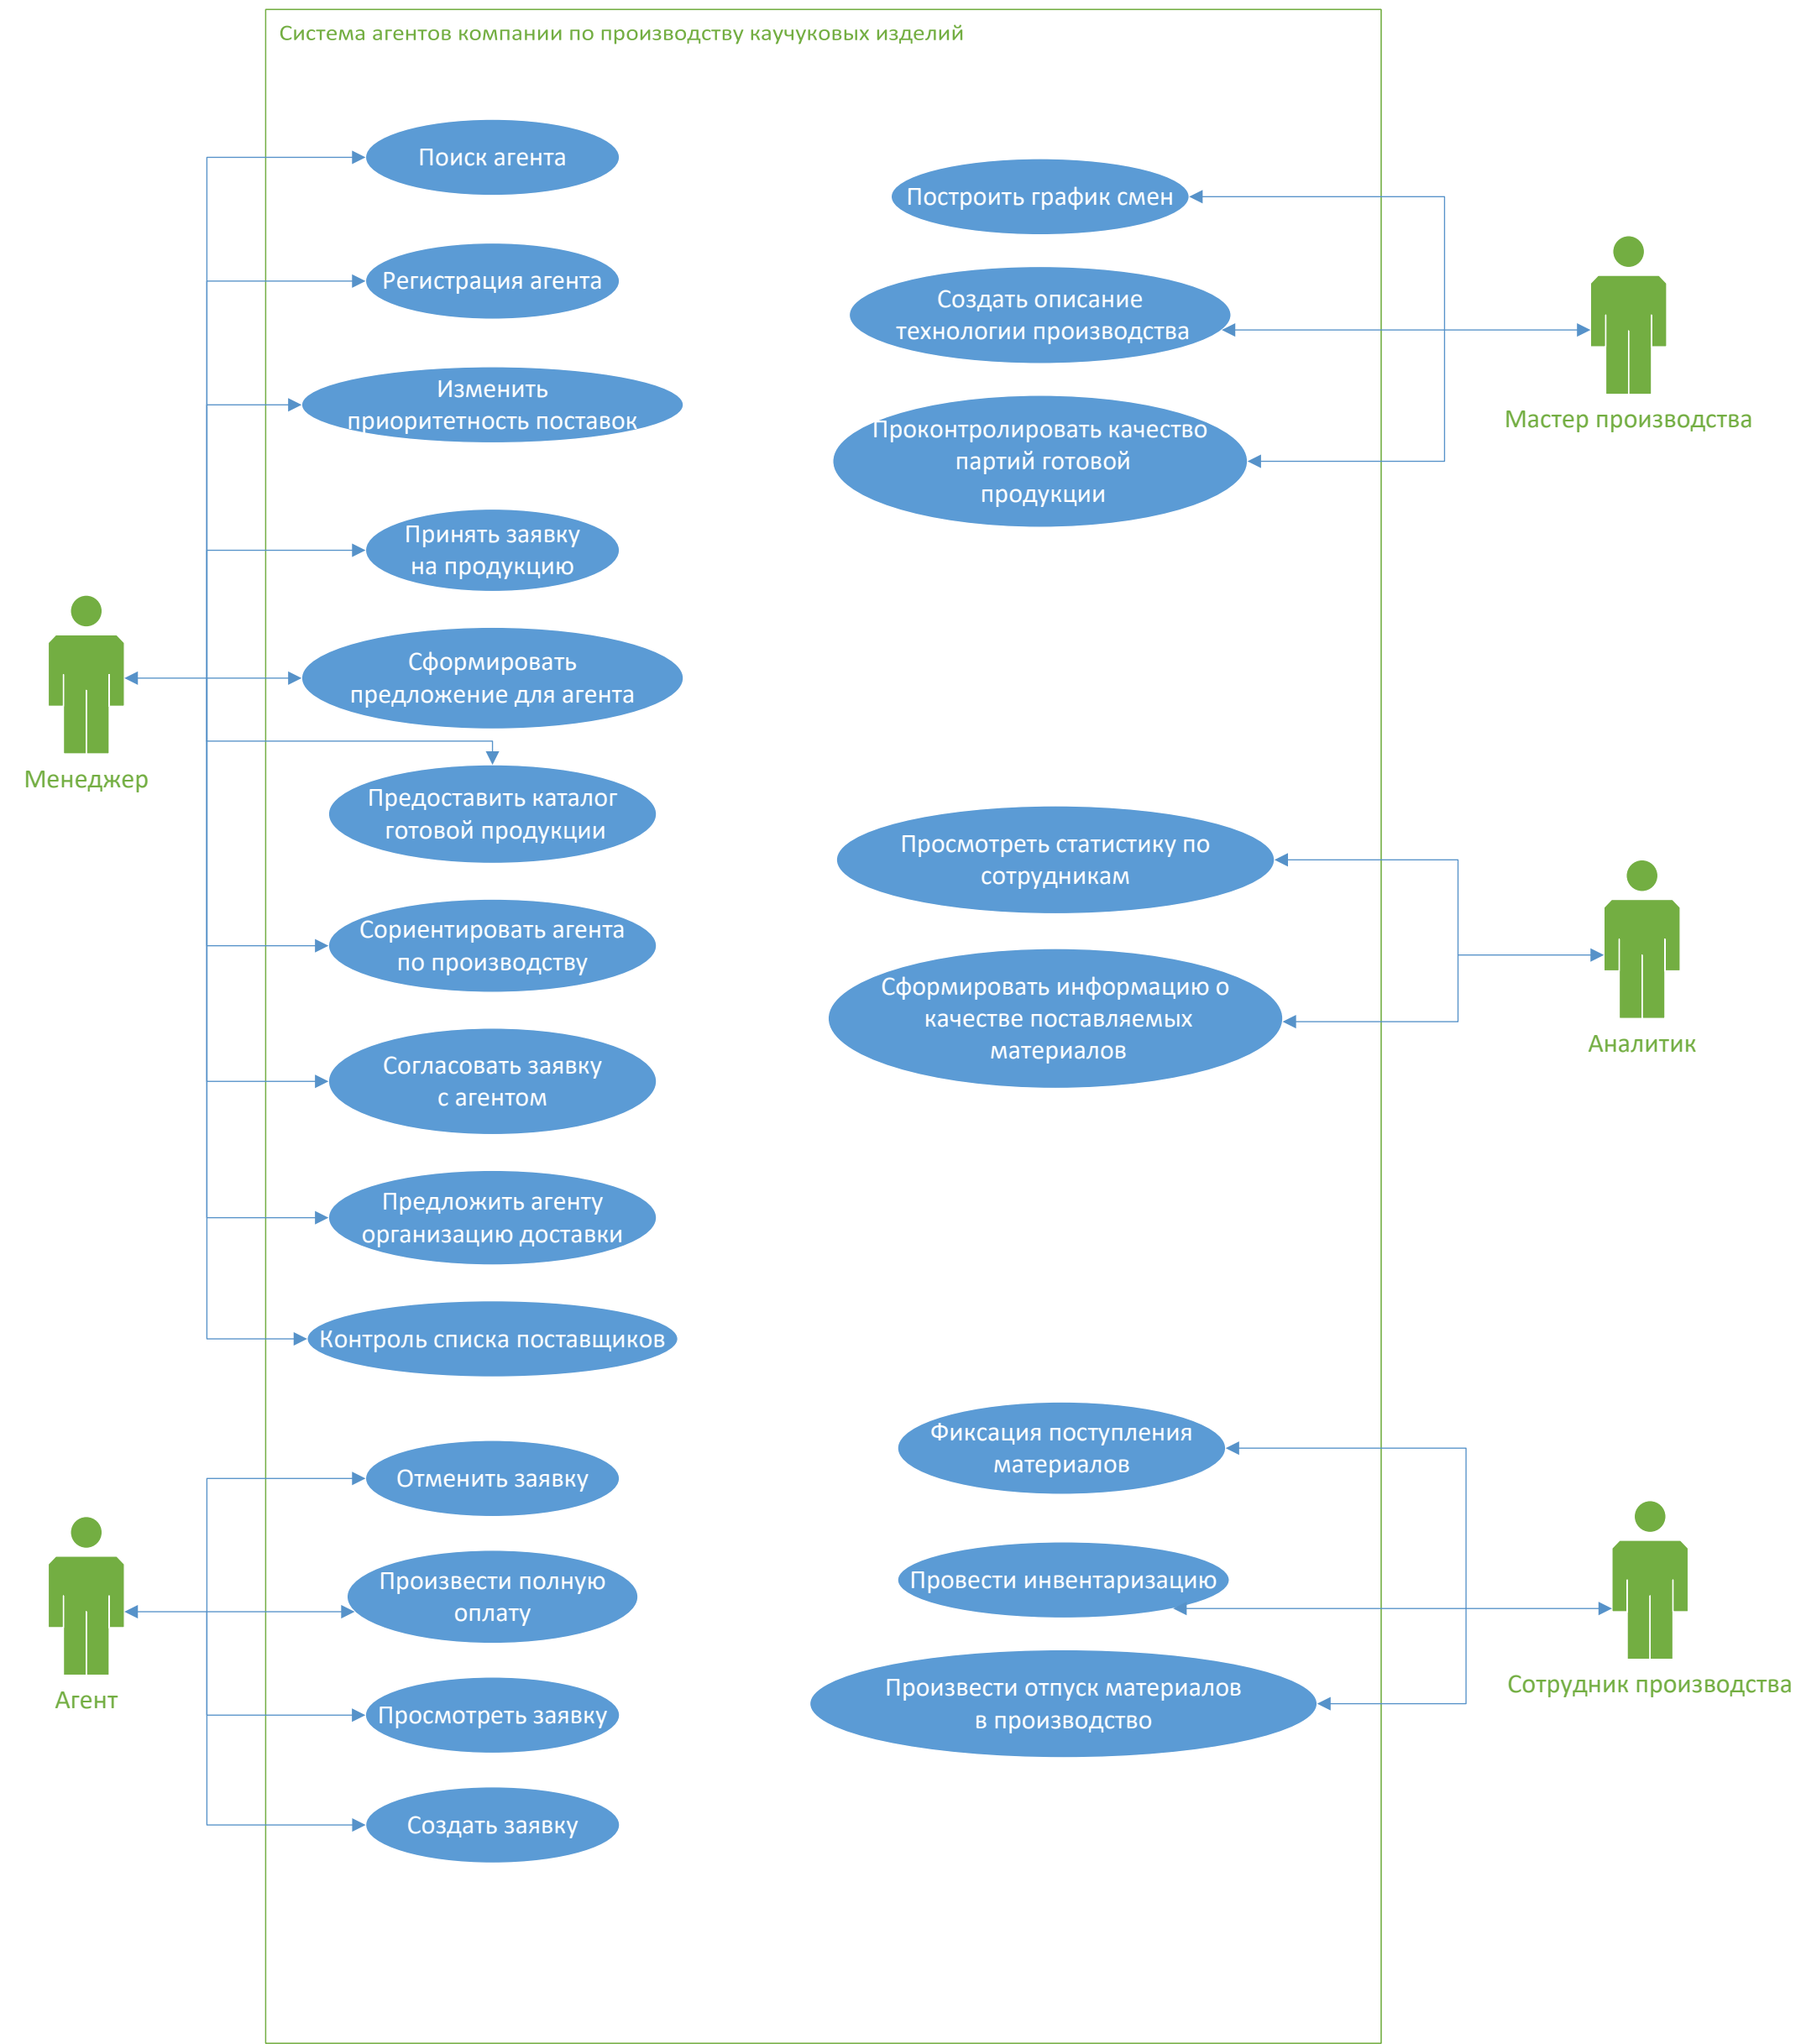 Система агентов компании по производству каучуковых изделий
Поиск агента
Регистрация агента
Изменить
приоритетность поставок
Принять заявку
на продукцию
Сформировать
предложение для агента
Менеджер
Предоставить каталог
готовой продукции
Сориентировать агента
по производству
Согласовать заявку
с агентом
Предложить агенту
организацию доставки
Контроль списка поставщиков
Отменить заявку
Произвести полную
оплату
Агент
Просмотреть заявку
Создать заявку
Построить график смен
Создать описание
технологии производства
Мастер производства
Проконтролировать качество
партий готовой
продукции
Просмотреть статистику по
сотрудникам
Сформировать информацию о
качестве поставляемых
материалов
Аналитик
Фиксация поступления
материалов
Провести инвентаризацию
Сотрудник производства
Произвести отпуск материалов
в производство